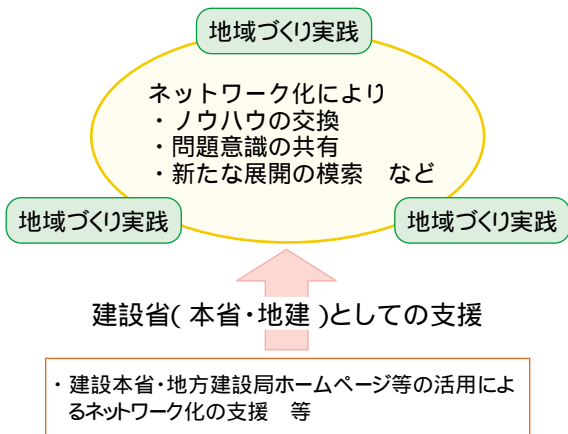 地域づくり実践
ネットワーク化により
・ノウハウの交換
・問題意識の共有
・新たな展開の模索　など
地域づくり実践
地域づくり実践
建設省(本省・地建)としての支援
・建設本省・地方建設局ホームページ等の活用によ
るネットワーク化の支援　等